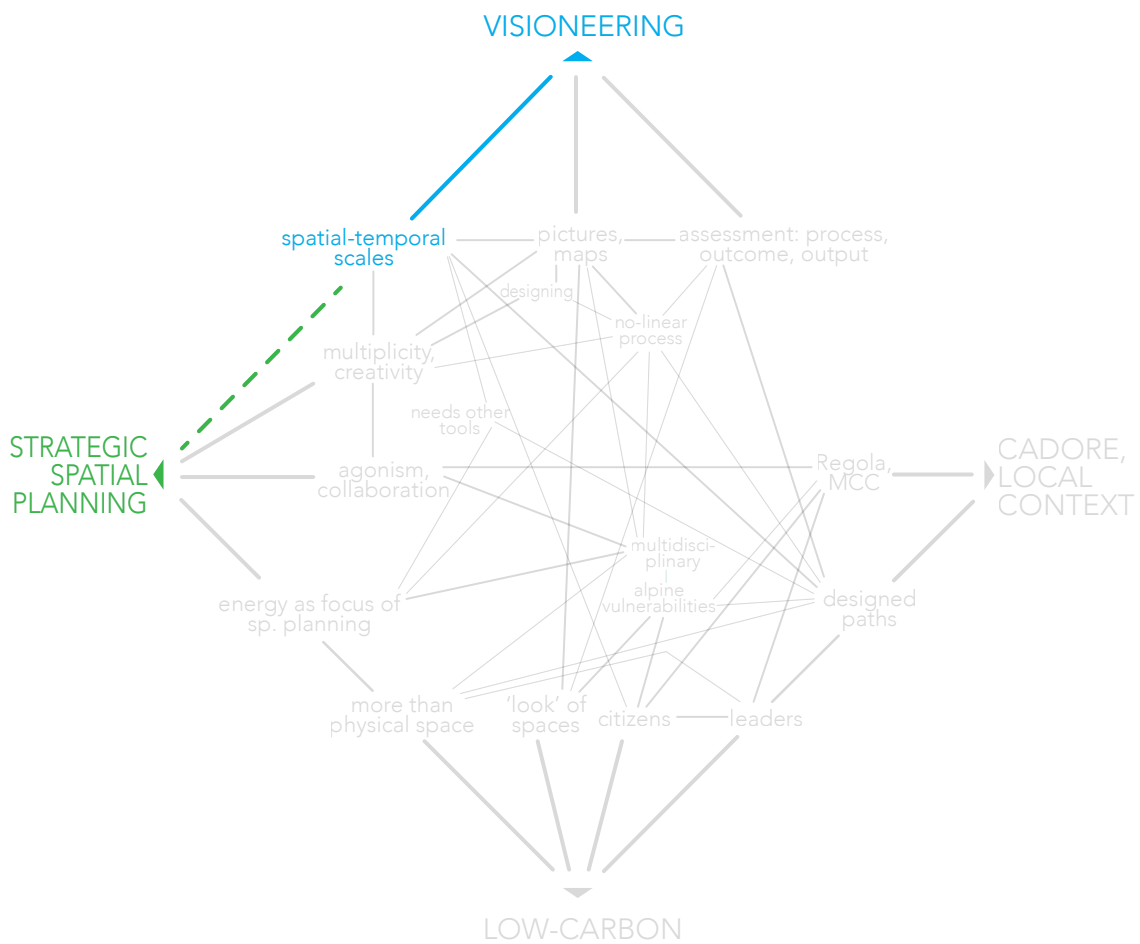 VISIONEERING
spatial-temporal
scales
pictures,
maps
assessment: process,
outcome, output
designing
no-linear
process
multiplicity,
creativity
needs other
tools
STRATEGIC
SPATIAL
PLANNING
agonism,
collaboration
Regola,
MCC
CADORE,
LOCAL
CONTEXT
multidisci-
plinary
alpine
vulnerabilities
energy as focus of
sp. planning
designed
paths
more than
physical space
'look' of
spaces
citizens
leaders
LOW-CARBON